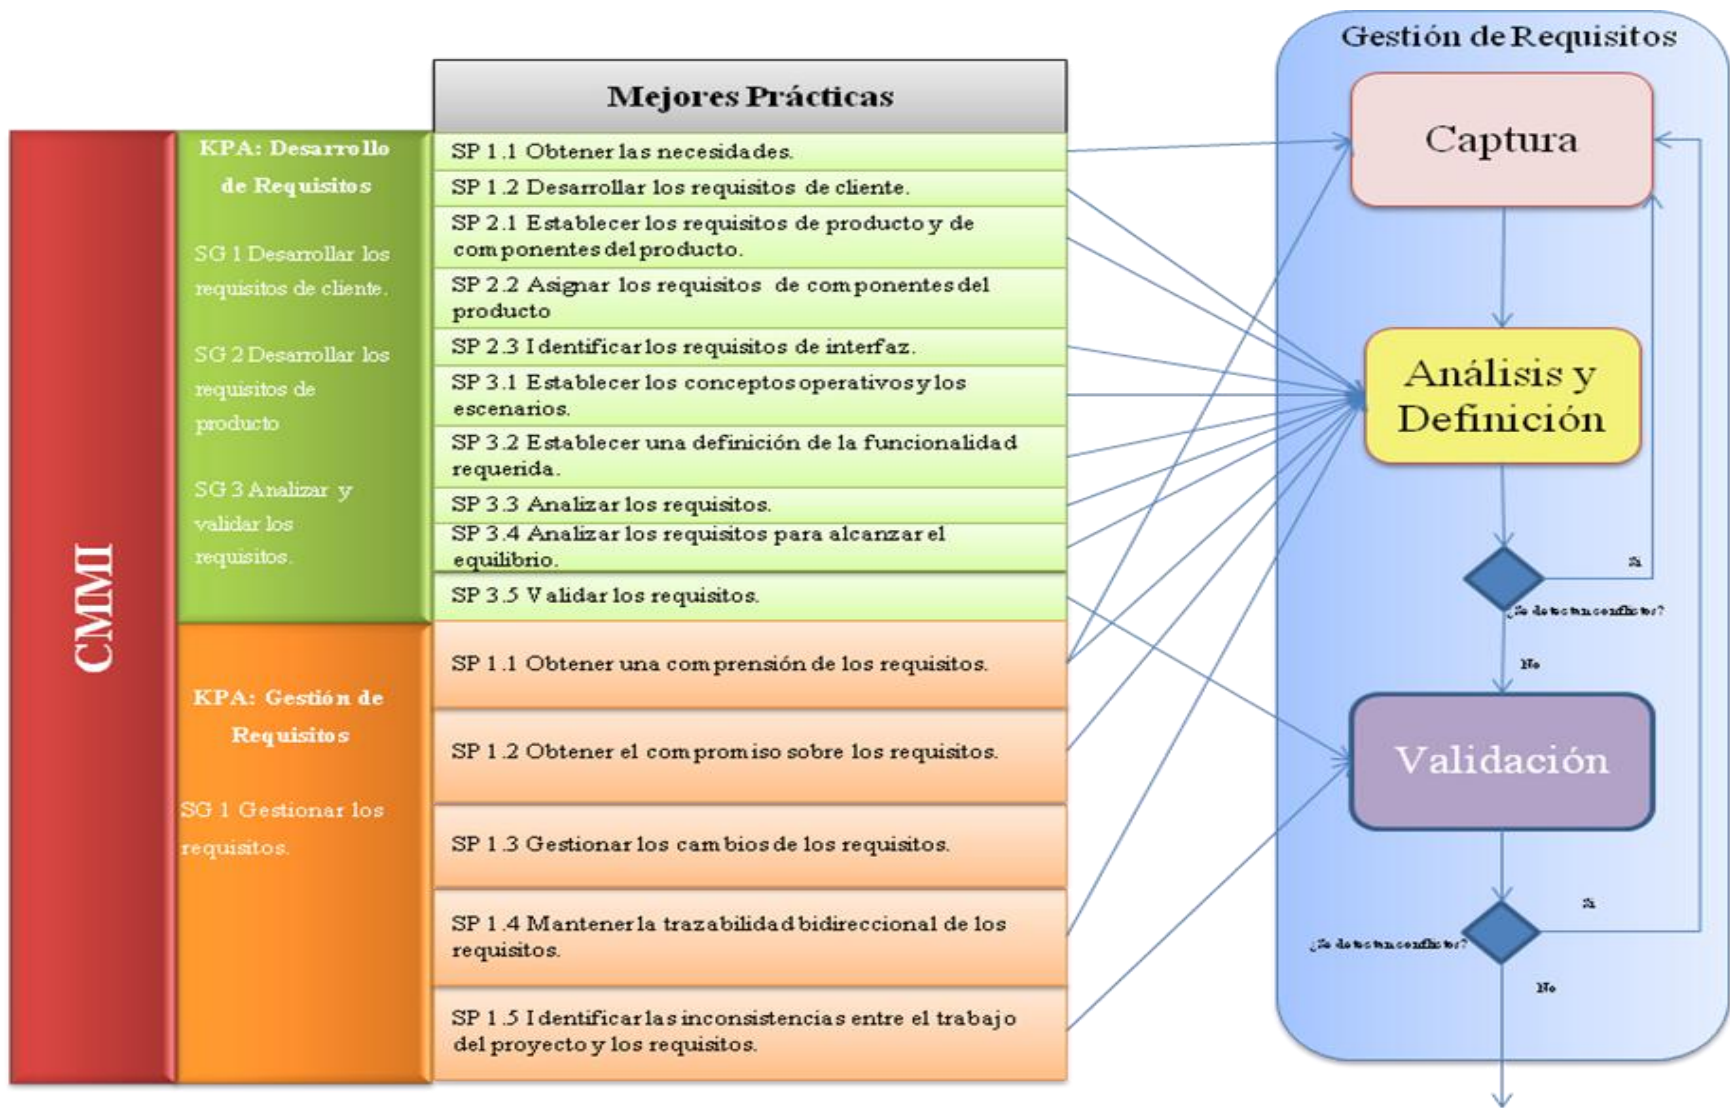 Gestión de Requisitos
Mejores Prácticas
CMMI
KPA: Desarrollo
de Requisitos
SG 1 Desarrollar los
requisitos de cliente.
SG 2 Desarrollar los
requisitos de
producto
SG 3 Analizar y
validar los
requisitos.
SP 1.1 Obtener las necesidades.
SP 1.2 Desarrollar los requisitos de cliente.
SP 2.1 Establecer los requisitos de producto y de
componentes del producto.
SP 2.2 Asignar los requisitos de componentes del
producto
SP 2.3 Identificar los requisitos de interfaz.
SP 3.1 Establecer los conceptos operativos y los
escenarios.
SP 3.2 Establecer una definición de la funcionalidad
requerida.
SP 3.3 Analizar los requisitos.
SP 3.4 Analizar los requisitos para alcanzar el
equilibrio.
SP 3.5 Validar los requisitos.
KPA: Gestión de
Requisitos
SG 1 Gestionar los
requisitos.
SP 1.1 Obtener una comprensión de los requisitos.
SP 1.2 Obtener el compromiso sobre los requisitos.
SP 1.3 Gestionar los cambios de los requisitos.
SP 1.4 Mantener la trazabilidad bidireccional de los
requisitos.
SP 1.5 Identificar las inconsistencias entre el trabajo
del proyecto y los requisitos.
Captura
Análisis y
Definición
Si
¿Se detectan conflictos?
No
Validación
Si
¿Se detectan conflictos?
No